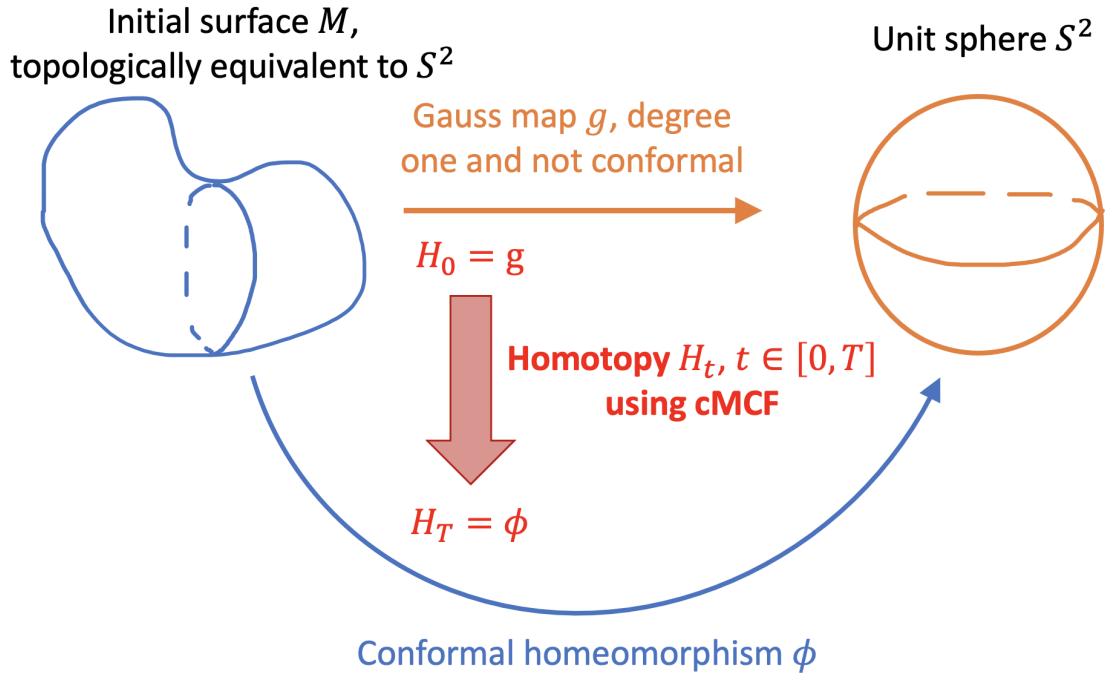 Initial surface M,
topologically equivalent to S²
Unit sphere S²
Gauss map g, degree
one and not conformal
H₀ = g
Homotopy Hₜ, t ∈ [0, T]
using cMCF
H_T = ϕ
Conformal homeomorphism ϕ